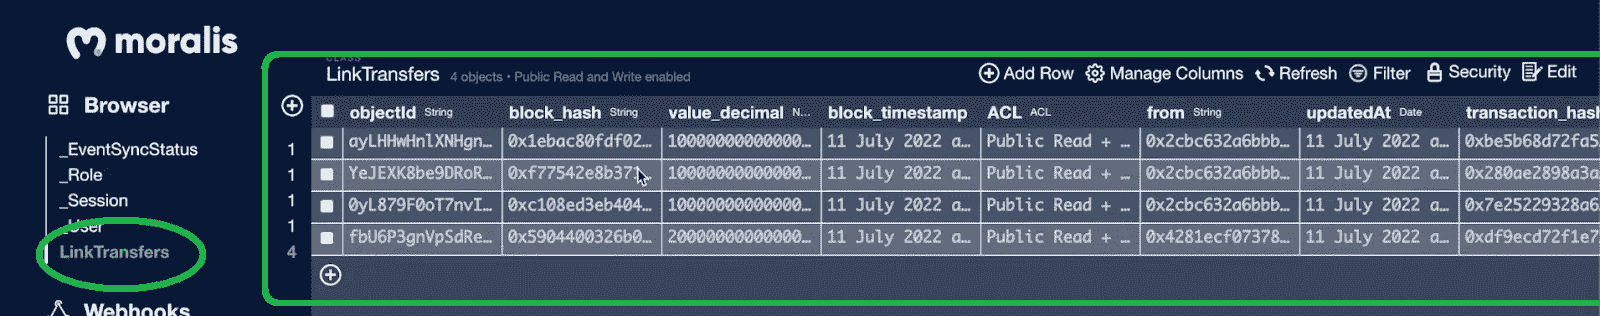 moralis
CLASS
LinkTransfers 4 objects • Public Read and Write enabled
Add Row Manage Columns Refresh Filter Security Edit
Browser
_EventSyncStatus 1
_Role 1
_Session 1
_User 1
LinkTransfers 4
Webhooks
objectId String block_hash String value_decimal N... block_timestamp ACL ACL from String updatedAt Date transaction_hash
ayLHHwHnlXNHgn... 0x1ebac80fdf02... 10000000000000... 11 July 2022 a... Public Read + ... 0x2cbc632a6bbb... 11 July 2022 a... 0xbe5b68d72fa5
YeJEXK8be9DRoR... 0xf77542e8b371... 10000000000000... 11 July 2022 a... Public Read + ... 0x2cbc632a6bbb... 11 July 2022 a... 0x280ae2898a3a
0yL879F0oT7nvI... 0xc108ed3eb404... 10000000000000... 11 July 2022 a... Public Read + ... 0x2cbc632a6bbb... 11 July 2022 a... 0x7e25229328a6
fbU6P3gnVpSdRe... 0x5904400326b0... 20000000000000... 11 July 2022 a... Public Read + ... 0x4281ecf07378... 11 July 2022 a... 0xdf9ecd72f1e7